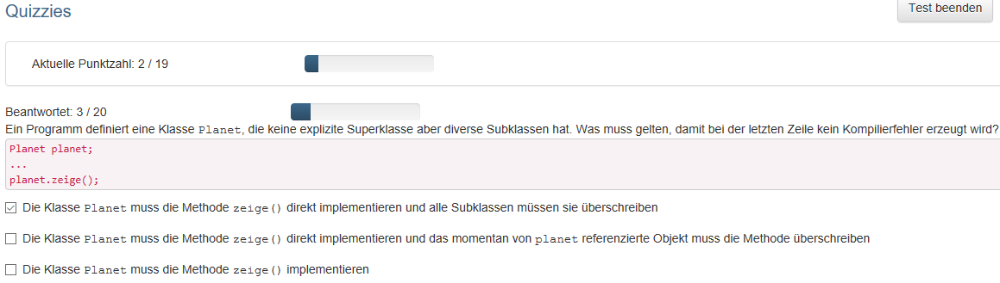 Quizzies
Test beenden
Aktuelle Punktzahl: 2 / 19
Beantwortet: 3 / 20
Ein Programm definiert eine Klasse Planet, die keine explizite Superklasse aber diverse Subklassen hat. Was muss gelten, damit bei der letzten Zeile kein Kompilierfehler erzeugt wird?
Planet planet;
...
planet.zeige();
Die Klasse Planet muss die Methode zeige() direkt implementieren und alle Subklassen müssen sie überschreiben
Die Klasse Planet muss die Methode zeige() direkt implementieren und das momentan von planet referenzierte Objekt muss die Methode überschreiben
Die Klasse Planet muss die Methode zeige() implementieren